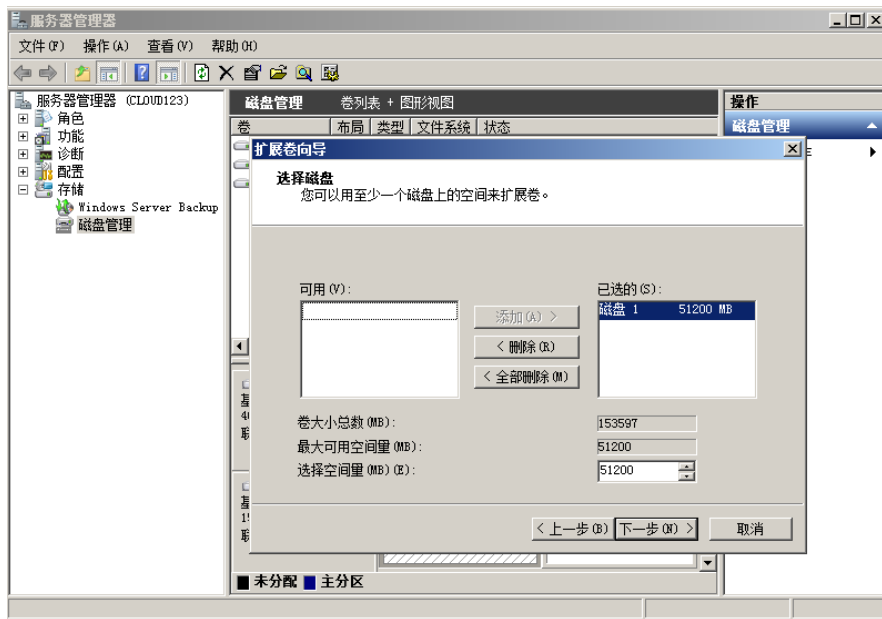 服务器管理器
文件(F) 操作(A) 查看(V) 帮助(H)
服务器管理器 (CLOUD123)
角色
功能
诊断
配置
存储
Windows Server Backup
磁盘管理
磁盘管理 卷列表 + 图形视图
卷 布局 类型 文件系统 状态
操作
磁盘管理
扩展卷向导
选择磁盘
您可以用至少一个磁盘上的空间来扩展卷。
可用(V):
已选的(S):
添加(A) >
< 删除(R)
< 全部删除(M)
磁盘 1 51200 MB
卷大小总数(MB): 153597
最大可用空间量(MB): 51200
选择空间量(MB)(E): 51200
< 上一步(B) 下一步(N) > 取消
未分配 主分区